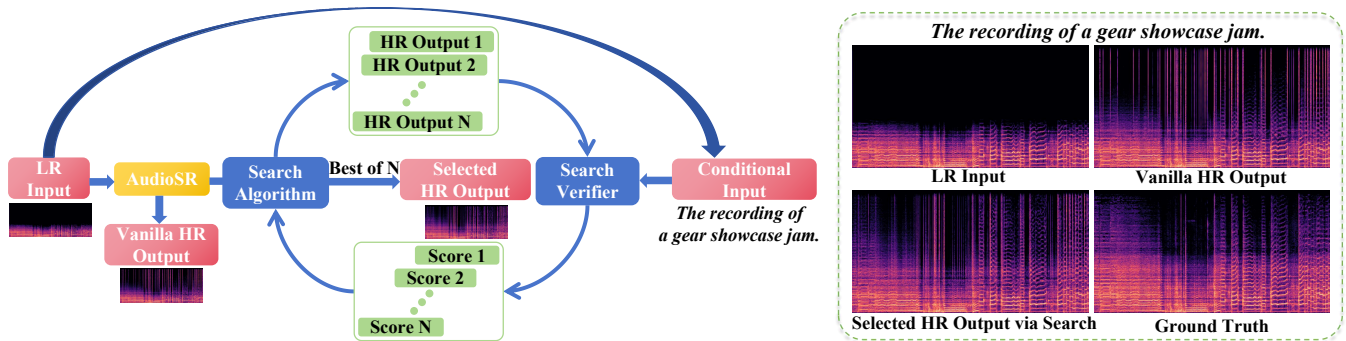 HR Output 1
HR Output 2
HR Output N
LR
Input
AudioSR
Search
Algorithm
Best of N
Selected
HR Output
Search
Verifier
Conditional
Input
The recording of
a gear showcase jam.
Vanilla HR
Output
Score 1
Score 2
Score N
The recording of a gear showcase jam.
LR Input
Vanilla HR Output
Selected HR Output via Search
Ground Truth